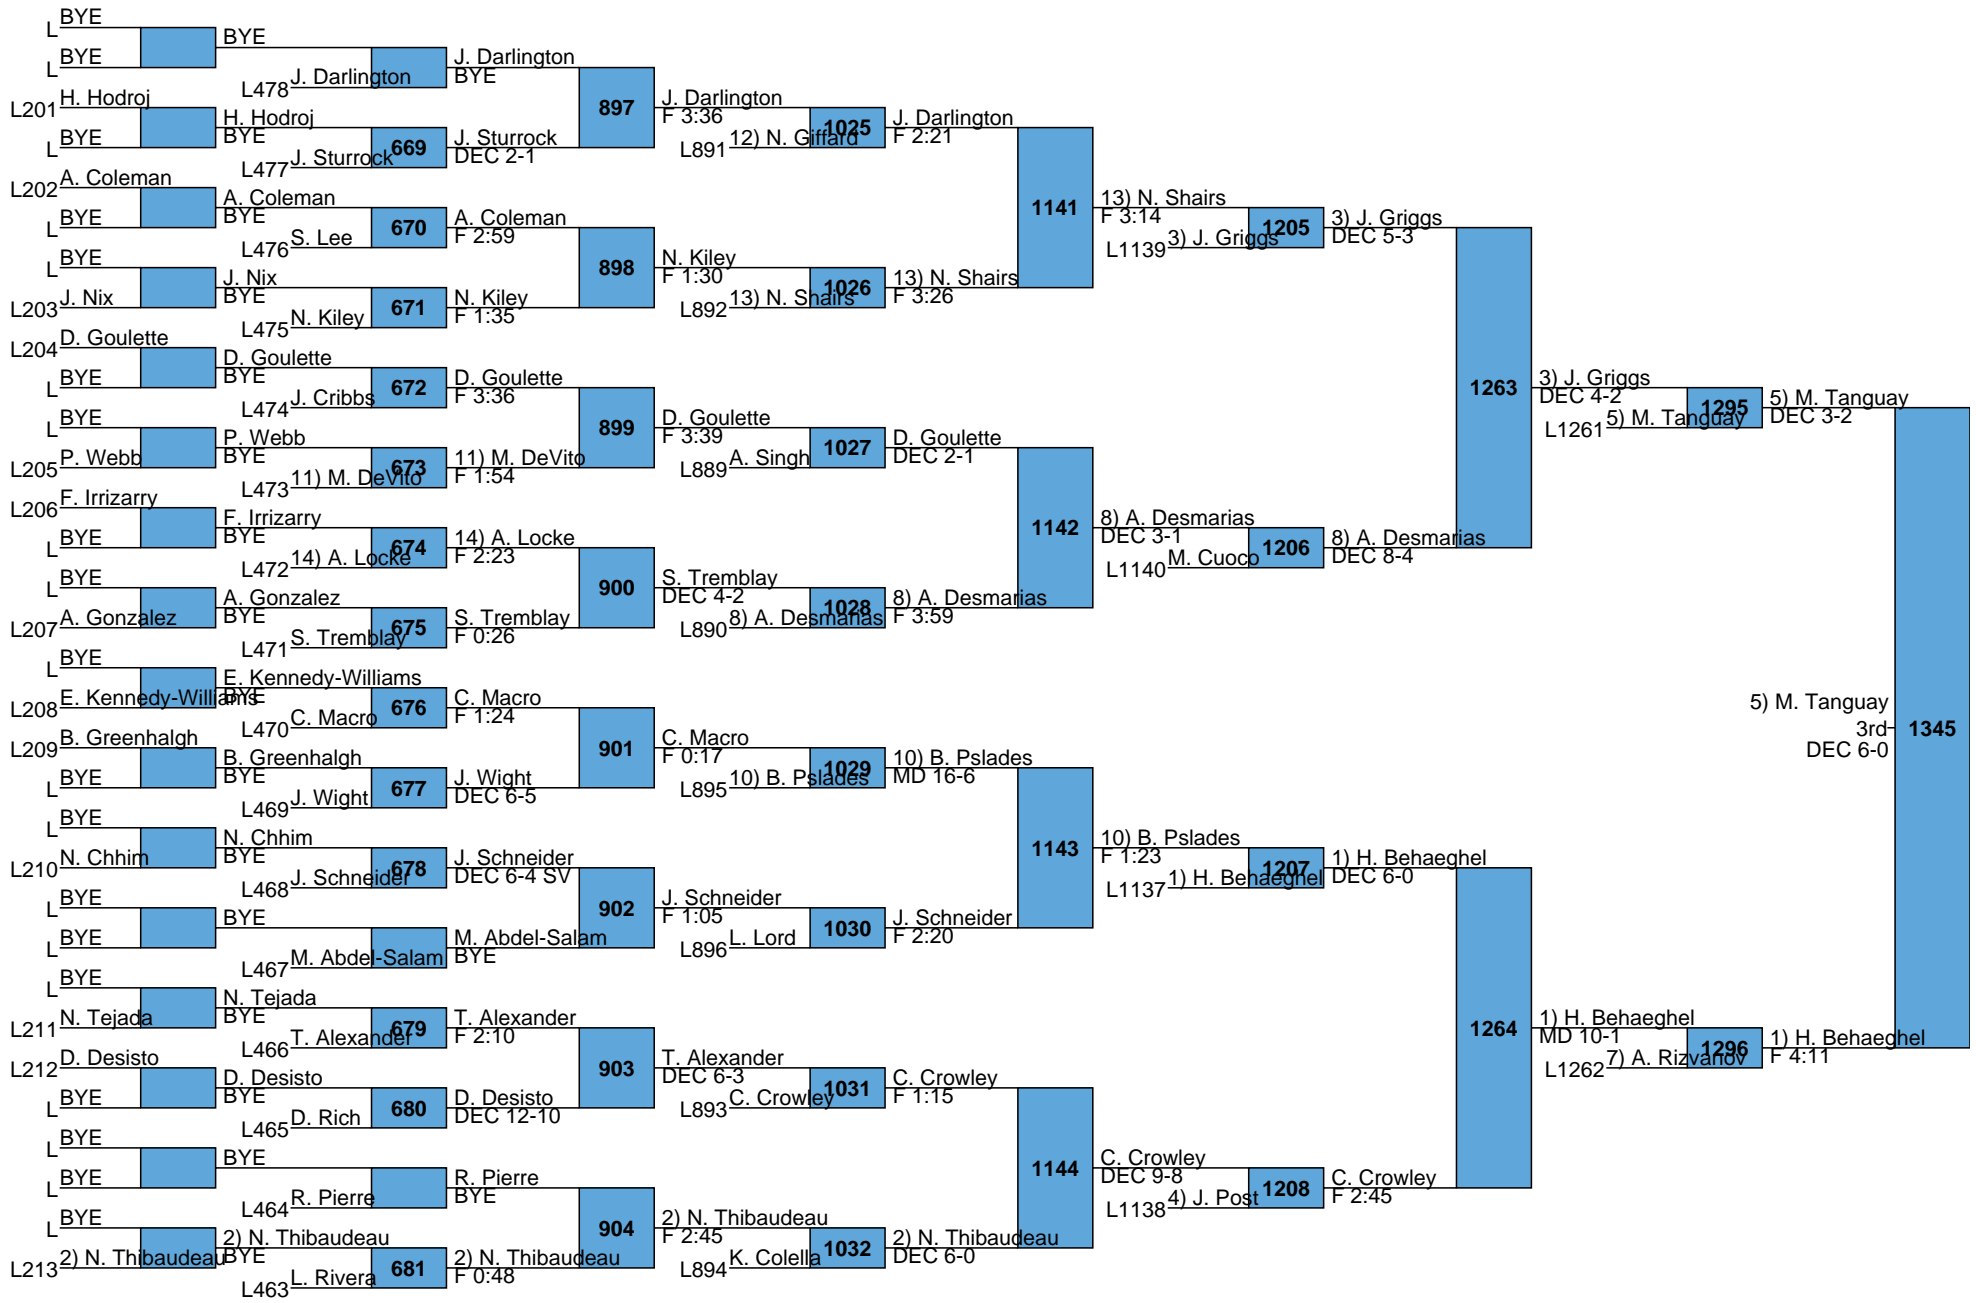 BYE
L
BYE
L
BYE
L478 J. Darlington
J. Darlington
BYE
L201 H. Hodroj
BYE
L
H. Hodroj
BYE
669
L477 J. Sturrock
J. Sturrock
DEC 2-1
897
J. Darlington
F 3:36
L891 12) N. Giffard
1025
J. Darlington
F 2:21
L202 A. Coleman
BYE
L
A. Coleman
BYE
670
L476 S. Lee
A. Coleman
F 2:59
BYE
L
L203 J. Nix
J. Nix
BYE
671
L475 N. Kiley
N. Kiley
F 1:35
898
N. Kiley
F 1:30
L892 13) N. Shairs
1026
13) N. Shairs
F 3:26
1141
13) N. Shairs
F 3:14
L1139 3) J. Griggs
1205
3) J. Griggs
DEC 5-3
L204 D. Goulette
BYE
L
D. Goulette
BYE
672
L474 J. Cribbs
D. Goulette
F 3:36
BYE
L
L205 P. Webb
P. Webb
BYE
673
L473 11) M. DeVito
11) M. DeVito
F 1:54
899
D. Goulette
F 3:39
L889 A. Singh
1027
D. Goulette
DEC 2-1
L206 F. Irrizarry
BYE
L
F. Irrizarry
BYE
674
L472 14) A. Locke
14) A. Locke
F 2:23
BYE
L
L207 A. Gonzalez
A. Gonzalez
BYE
675
L471 S. Tremblay
S. Tremblay
F 0:26
900
S. Tremblay
DEC 4-2
L890 8) A. Desmarias
1028
8) A. Desmarias
F 3:59
1142
8) A. Desmarias
DEC 3-1
L1140 M. Cuoco
1206
8) A. Desmarias
DEC 8-4
1263
3) J. Griggs
DEC 4-2
L1261 5) M. Tanguay
1295
5) M. Tanguay
DEC 3-2
BYE
L
L208 E. Kennedy-Williams
E. Kennedy-Williams
BYE
676
L470 C. Macro
C. Macro
F 1:24
L209 B. Greenhalgh
BYE
L
B. Greenhalgh
BYE
677
L469 J. Wight
J. Wight
DEC 6-5
901
C. Macro
F 0:17
L895 10) B. Pslades
1029
10) B. Pslades
MD 16-6
BYE
L
L210 N. Chhim
N. Chhim
BYE
678
L468 J. Schneider
J. Schneider
DEC 6-4 SV
BYE
L
BYE
L
BYE
L467 M. Abdel-Salam
M. Abdel-Salam
BYE
902
J. Schneider
F 1:05
L896 L. Lord
1030
J. Schneider
F 2:20
1143
10) B. Pslades
F 1:23
L1137 1) H. Behaeghel
1207
1) H. Behaeghel
DEC 6-0
BYE
L
L211 N. Tejada
N. Tejada
BYE
679
L466 T. Alexander
T. Alexander
F 2:10
L212 D. Desisto
BYE
L
D. Desisto
BYE
680
L465 D. Rich
D. Desisto
DEC 12-10
903
T. Alexander
DEC 6-3
L893 C. Crowley
1031
C. Crowley
F 1:15
BYE
L
BYE
L
BYE
L464 R. Pierre
R. Pierre
BYE
BYE
L
L213 2) N. Thibaudeau
2) N. Thibaudeau
BYE
681
L463 L. Rivera
2) N. Thibaudeau
F 0:48
904
2) N. Thibaudeau
F 2:45
L894 K. Colella
1032
2) N. Thibaudeau
DEC 6-0
1144
C. Crowley
DEC 9-8
L1138 4) J. Post
1208
C. Crowley
F 2:45
1264
1) H. Behaeghel
MD 10-1
L1262 7) A. Rizvanov
1296
1) H. Behaeghel
F 4:11
1345
5) M. Tanguay
3rd
DEC 6-0